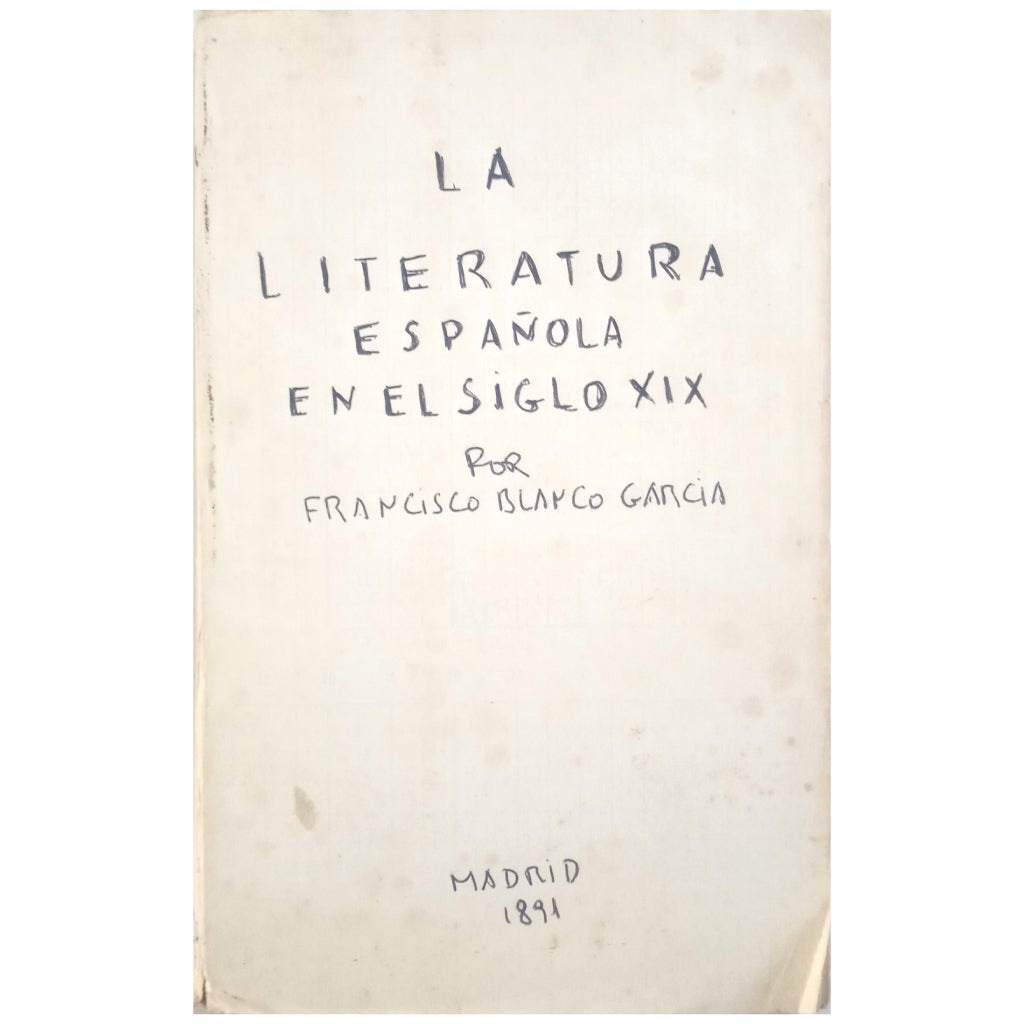 LA
LITERATURA
ESPAÑOLA
EN EL SiGLO XIX
POR
FRANCISCO BLANCO GARCIA
MADRID
1891